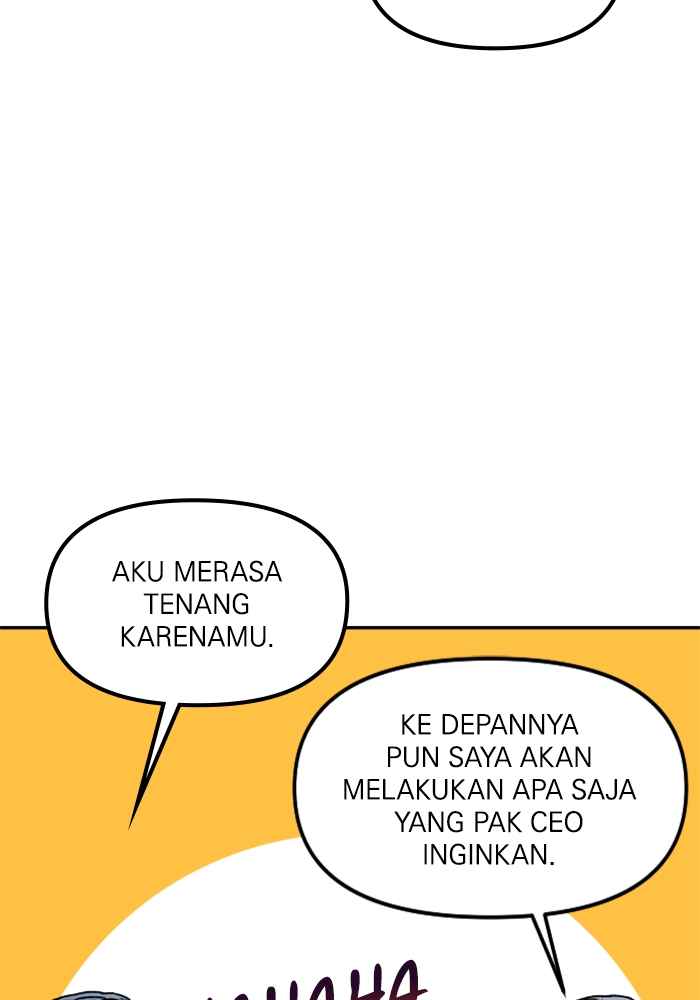 AKU MERASA
TENANG
KARENAMU.
KE DEPANNYA
PUN SAYA AKAN
MELAKUKAN APA SAJA
YANG PAK CEO
INGINKAN.